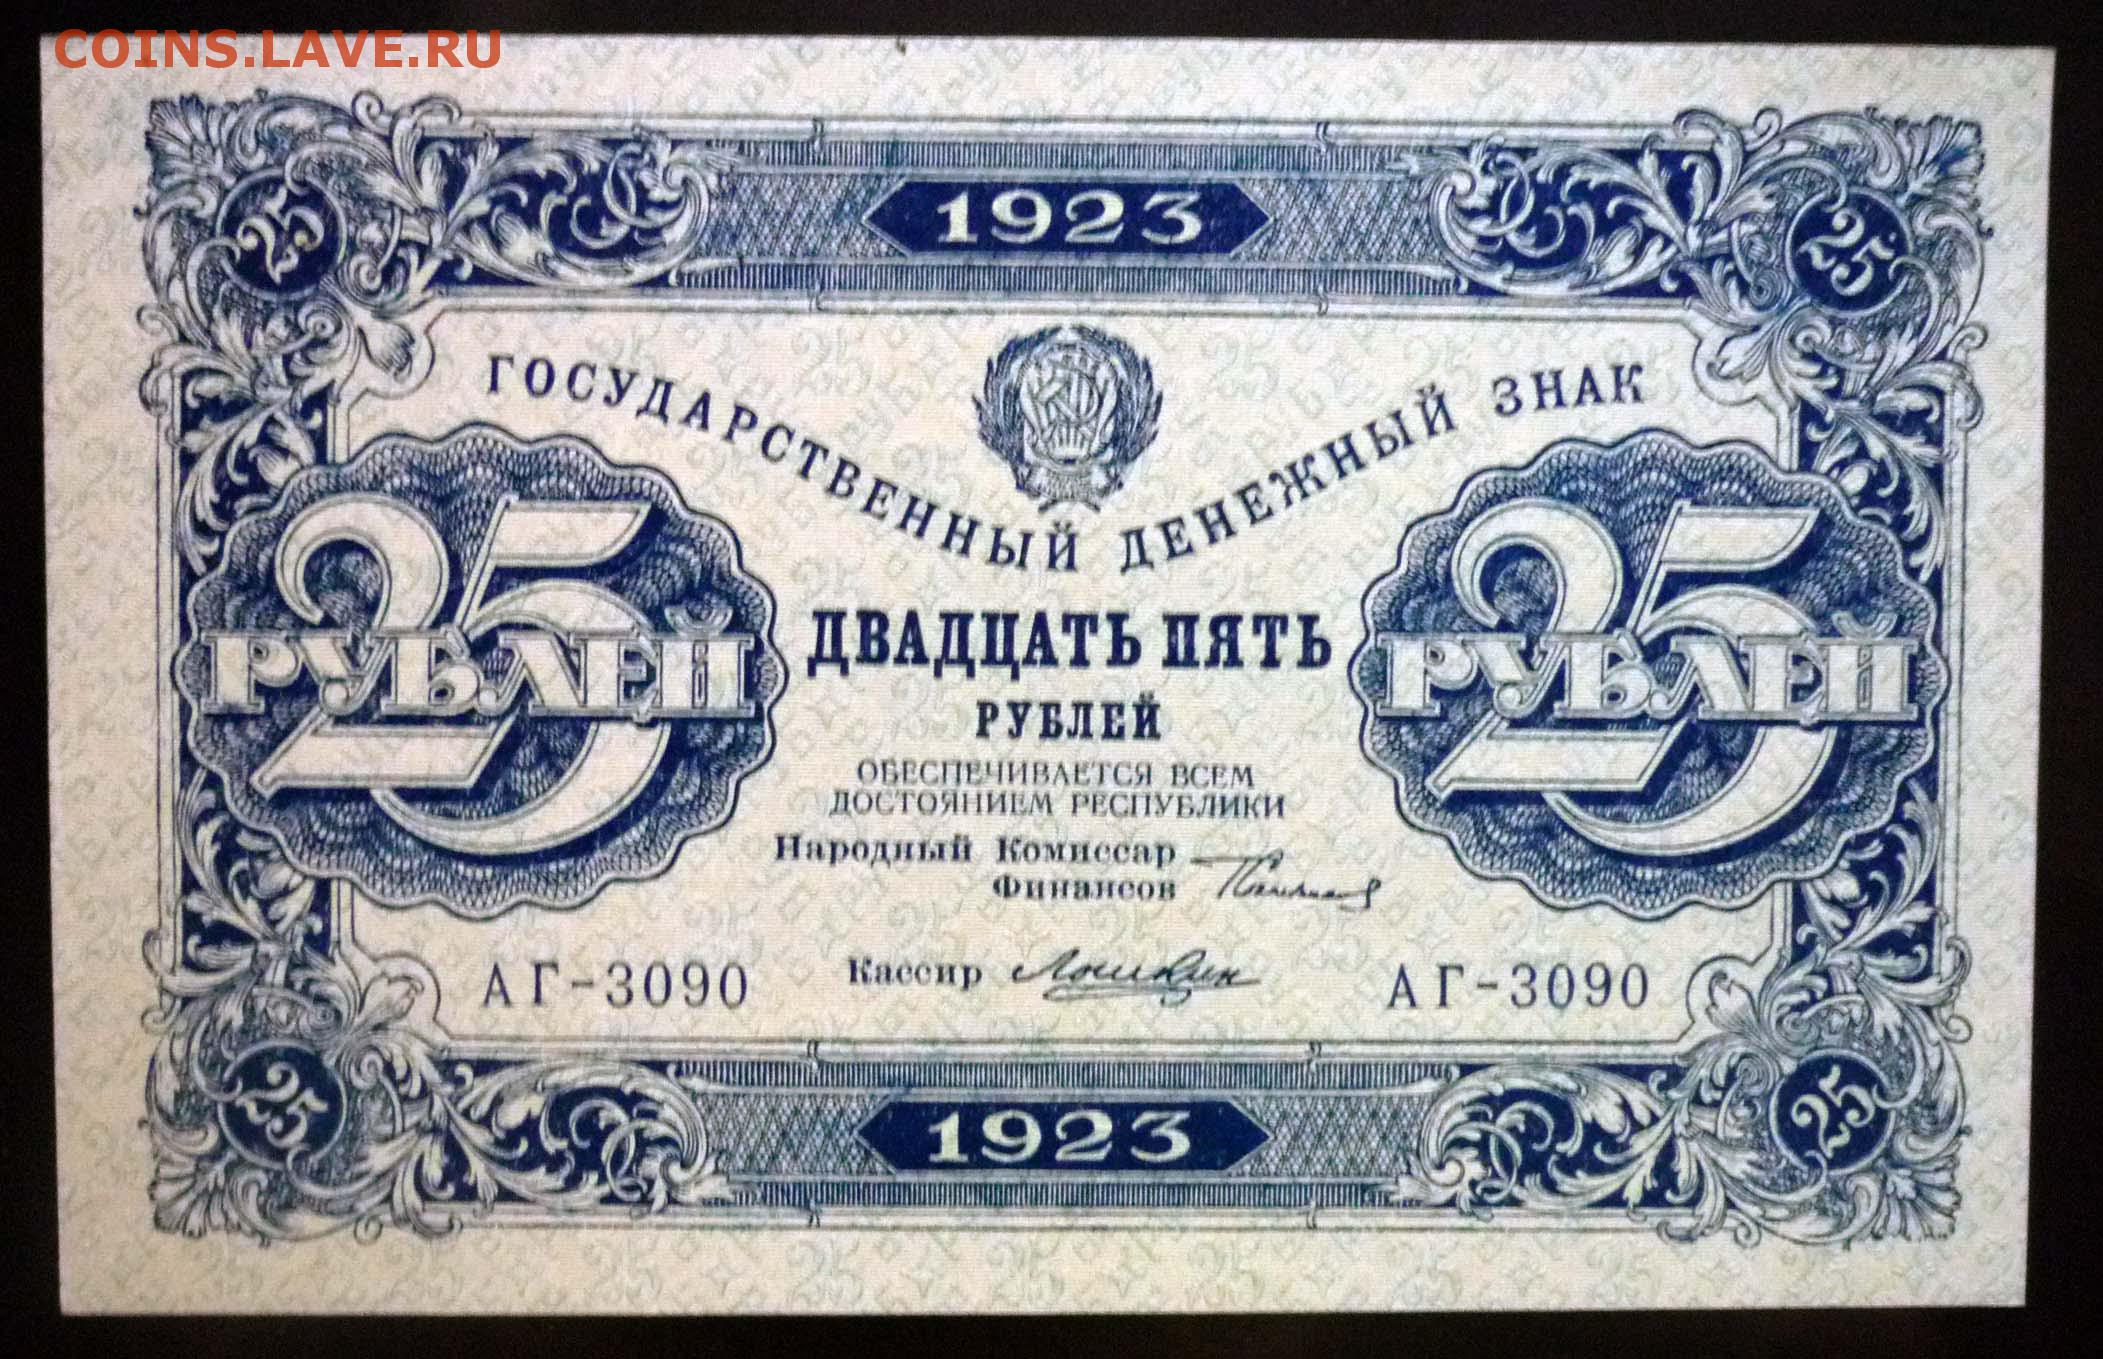 COINS.LAVE.RU
1923
25 25
ГОСУДАРСТВЕННЫЙ ДЕНЕЖНЫЙ ЗНАК
25 РУБЛЕЙ
25 РУБЛЕЙ
ДВАДЦАТЬ ПЯТЬ
РУБЛЕЙ
ОБЕСПЕЧИВАЕТСЯ ВСЕМ
ДОСТОЯНИЕМ РЕСПУБЛИКИ
Народный Комиссар
Финансов
Кассир
АГ-3090 АГ-3090
25 25
1923